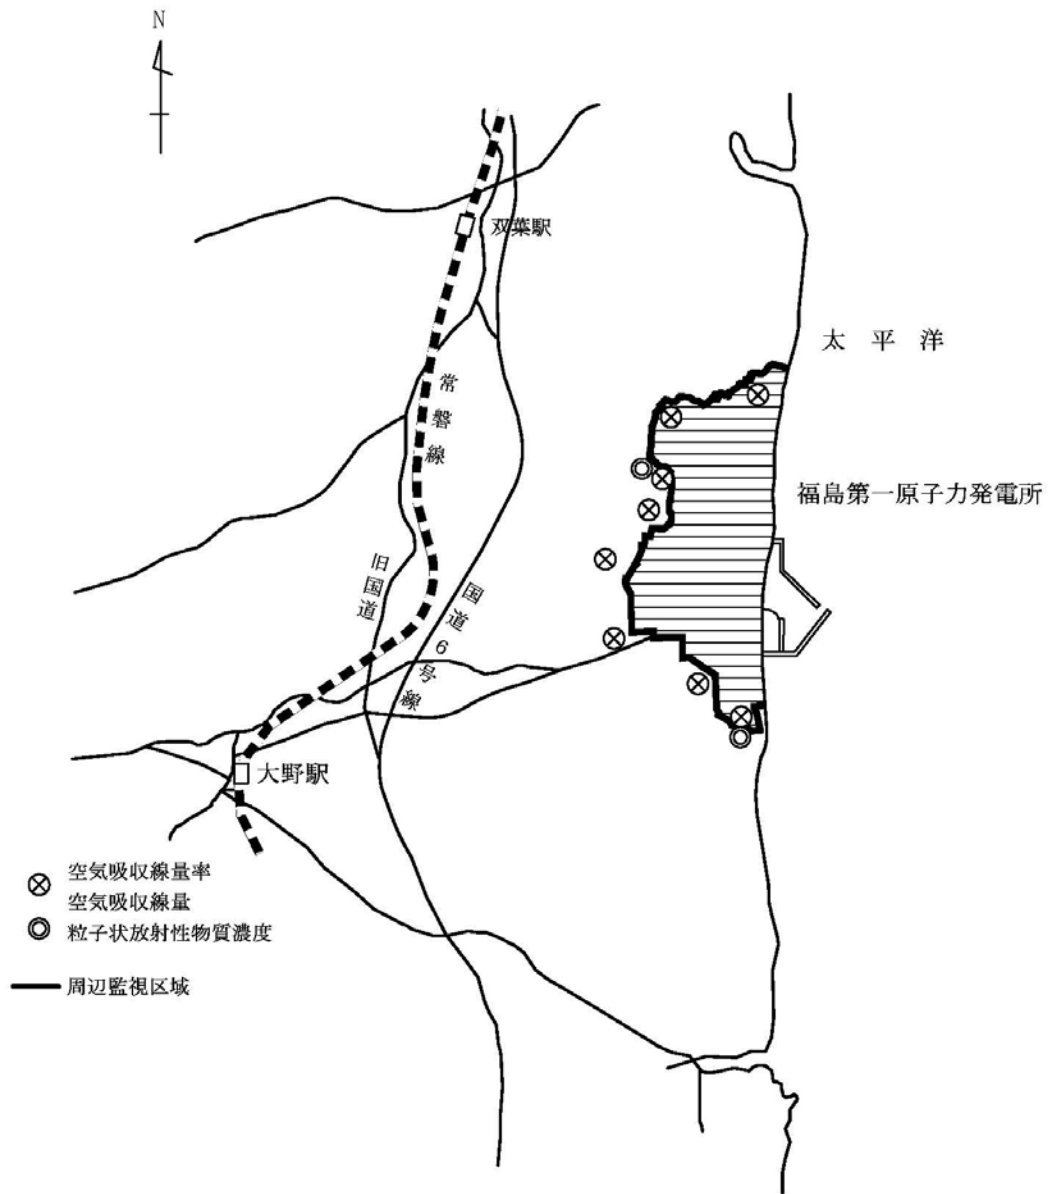 N
双葉駅
太平洋
常磐線
福島第一原子力発電所
旧国道
国道6号線
大野駅
空気吸収線量率
空気吸収線量
粒子状放射性物質濃度
周辺監視区域